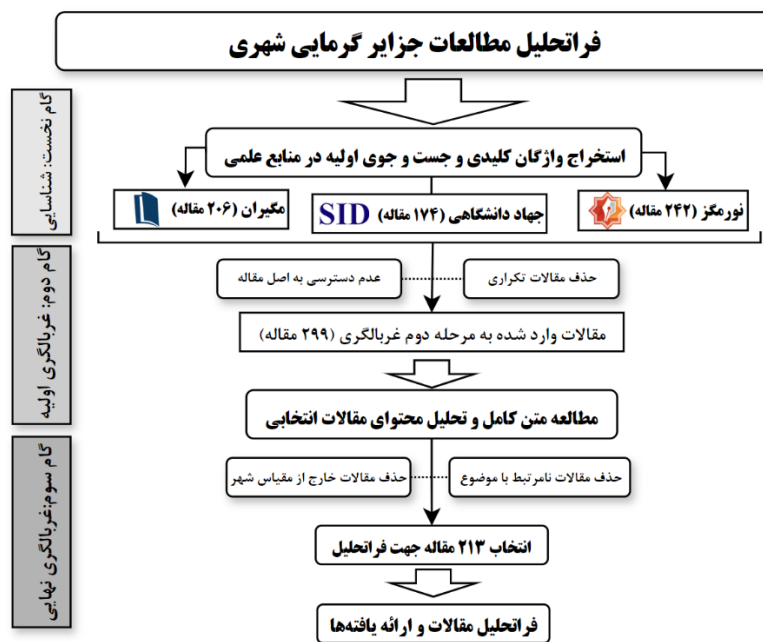 فراتحلیل مطالعات جزایر گرمایی شهری
گام نخست: شناسایی
استخراج واژگان کلیدی و جست و جوی اولیه در منابع علمی
نورمگز (۲۴۲ مقاله)
جهاد دانشگاهی (۱۷۴ مقاله) SID
مگیران (۲۰۶ مقاله)
گام دوم: غربالگری اولیه
حذف مقالات تکراری
عدم دسترسی به اصل مقاله
مقالات وارد شده به مرحله دوم غربالگری (۲۹۹ مقاله)
مطالعه متن کامل و تحلیل محتوای مقالات انتخابی
گام سوم:غربالگری نهایی
حذف مقالات نامرتبط با موضوع
حذف مقالات خارج از مقیاس شهر
انتخاب ۲۱۳ مقاله جهت فراتحلیل
فراتحلیل مقالات و ارائه یافته‌ها